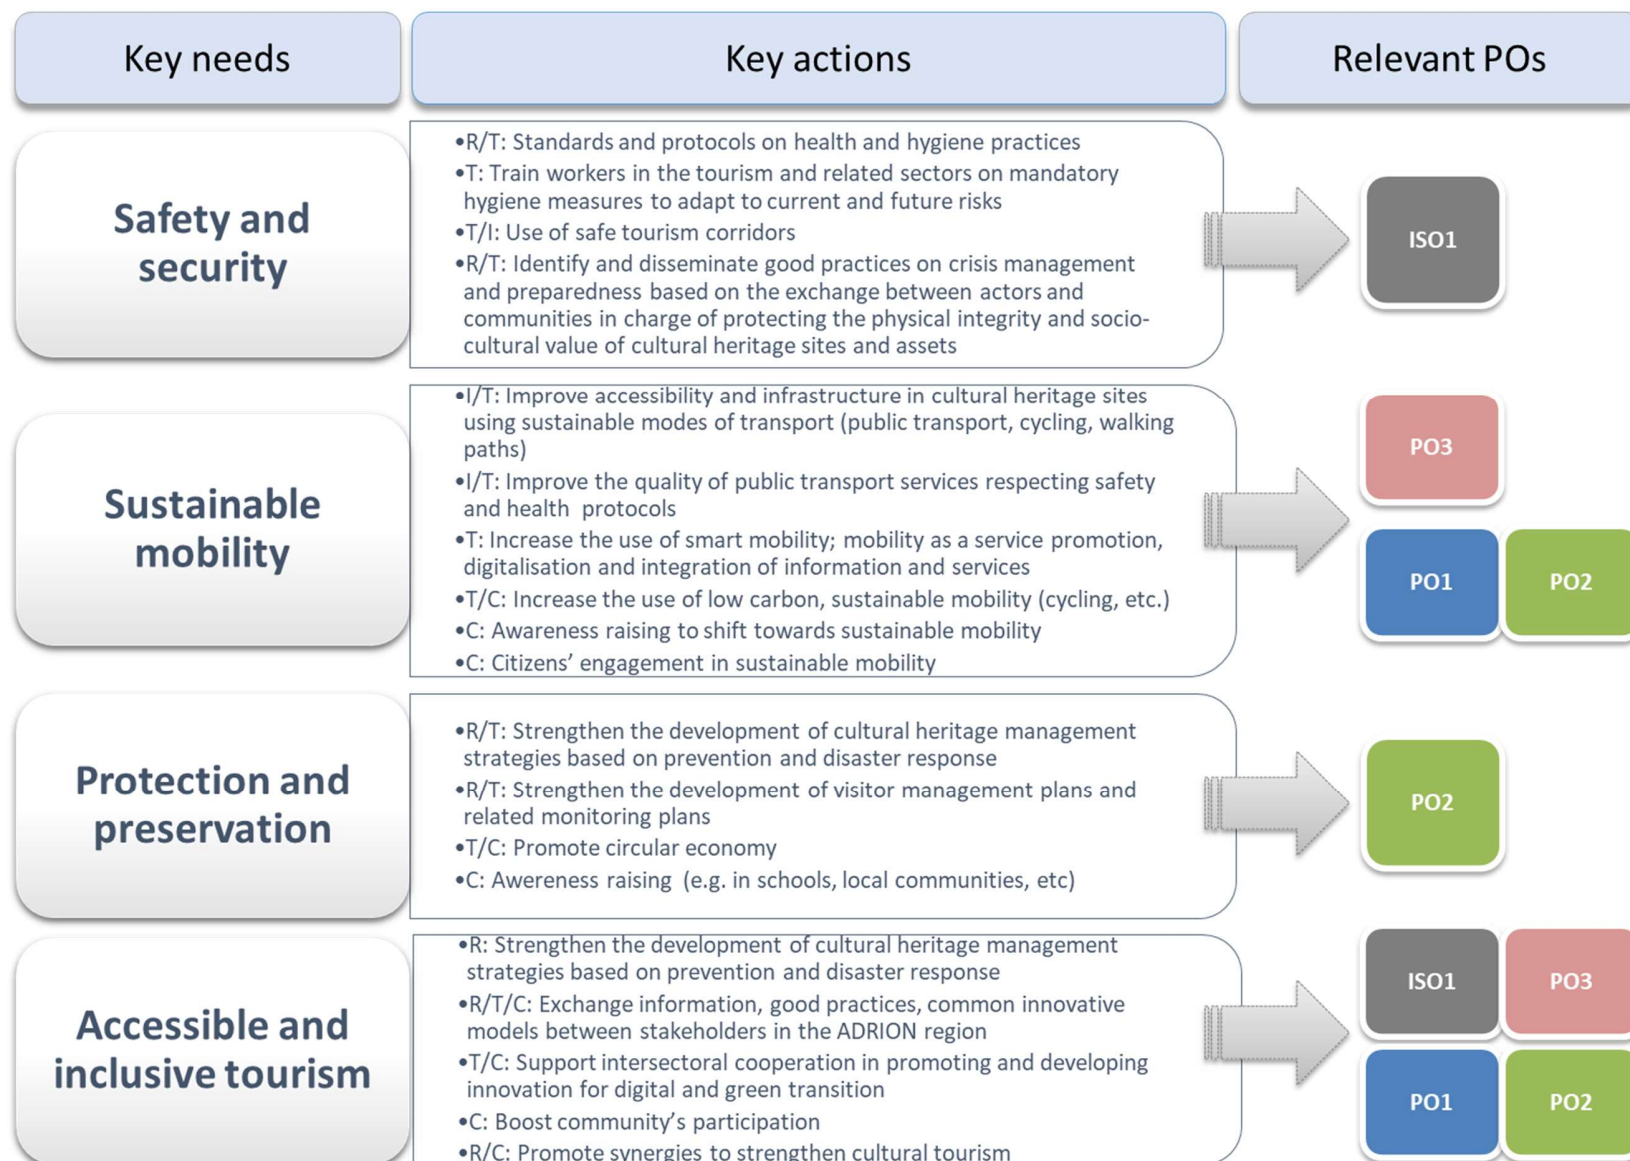 Key needs
Key actions
Relevant POs
Safety and
security
•R/T: Standards and protocols on health and hygiene practices
•T: Train workers in the tourism and related sectors on mandatory
hygiene measures to adapt to current and future risks
•T/I: Use of safe tourism corridors
•R/T: Identify and disseminate good practices on crisis management
and preparedness based on the exchange between actors and
communities in charge of protecting the physical integrity and socio-
cultural value of cultural heritage sites and assets
ISO1
Sustainable
mobility
•I/T: Improve accessibility and infrastructure in cultural heritage sites
using sustainable modes of transport (public transport, cycling, walking
paths)
•I/T: Improve the quality of public transport services respecting safety
and health protocols
•T: Increase the use of smart mobility; mobility as a service promotion,
digitalisation and integration of information and services
•T/C: Increase the use of low carbon, sustainable mobility (cycling, etc.)
•C: Awareness raising to shift towards sustainable mobility
•C: Citizens’ engagement in sustainable mobility
PO3
PO1
PO2
Protection and
preservation
•R/T: Strengthen the development of cultural heritage management
strategies based on prevention and disaster response
•R/T: Strengthen the development of visitor management plans and
related monitoring plans
•T/C: Promote circular economy
•C: Awereness raising (e.g. in schools, local communities, etc)
PO2
Accessible and
inclusive tourism
•R: Strengthen the development of cultural heritage management
strategies based on prevention and disaster response
•R/T/C: Exchange information, good practices, common innovative
models between stakeholders in the ADRION region
•T/C: Support intersectoral cooperation in promoting and developing
innovation for digital and green transition
•C: Boost community’s participation
•R/C: Promote synergies to strengthen cultural tourism
ISO1
PO3
PO1
PO2